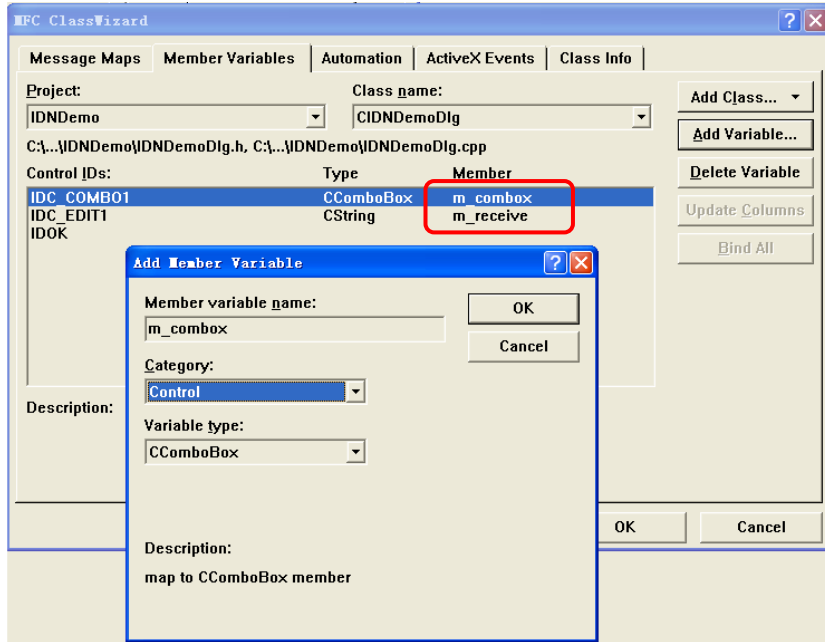 MFC ClassWizard
Message Maps Member Variables Automation ActiveX Events Class Info
Project: Class name:
Add Class...
IDNDemo CIDNDemoDlg
Add Variable...
C:\...\IDNDemo\IDNDemoDlg.h, C:\...\IDNDemo\IDNDemoDlg.cpp
Control IDs: Type Member
Delete Variable
IDC_COMBO1 CComboBox m_combox
IDC_EDIT1 CString m_receive
Update Columns
IDOK
Bind All
Add Member Variable
Member variable name:
OK
m_combox
Cancel
Category:
Control
Description:
Variable type:
CComboBox
OK Cancel
Description:
map to CComboBox member